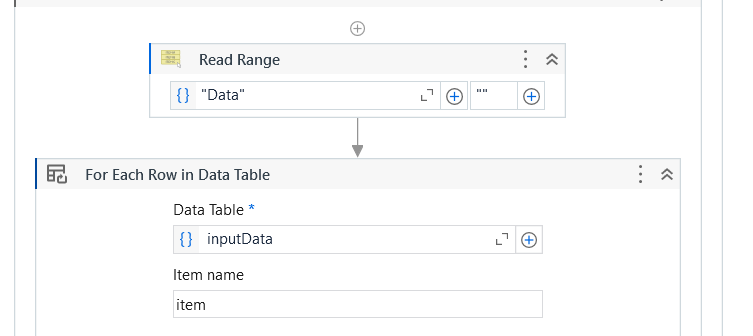 Read Range
{} "Data" ""
For Each Row in Data Table
Data Table *
{} inputData
Item name
item